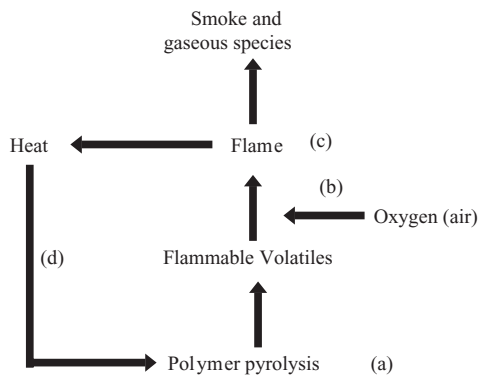 Smoke and
gaseous species
Heat
Flame
(c)
(b)
Oxygen (air)
(d)
Flammable Volatiles
Polymer pyrolysis
(a)